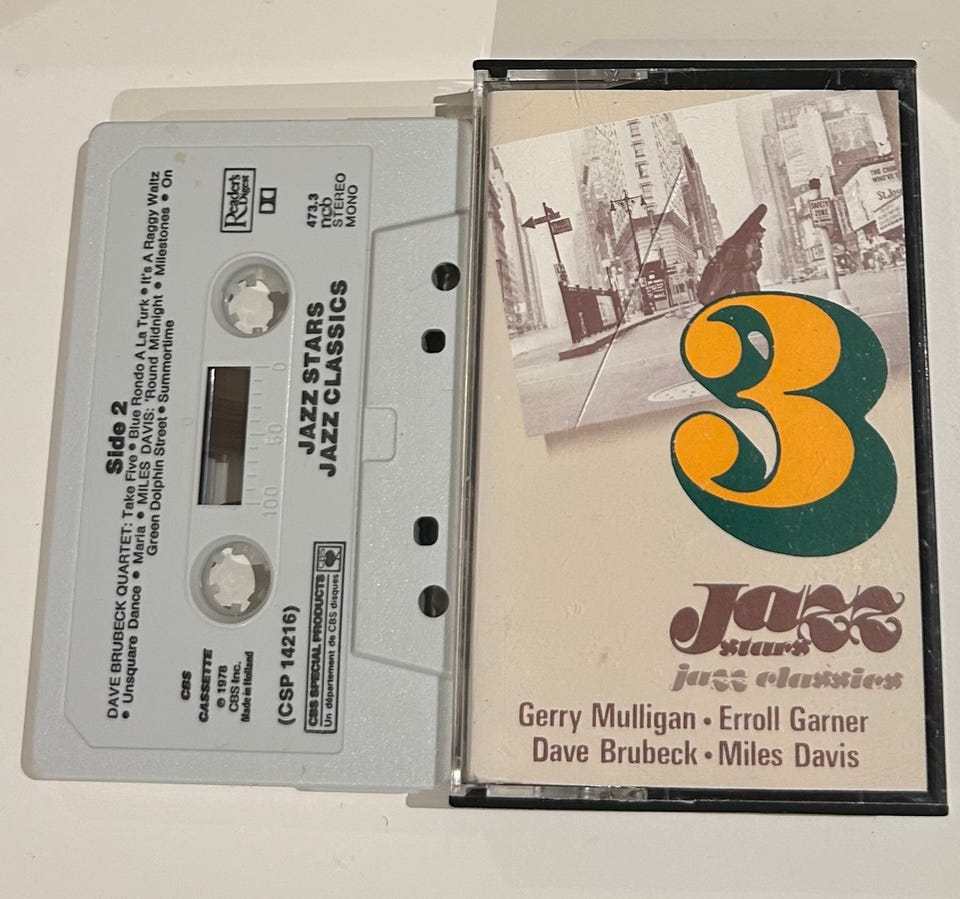 Side 2
DAVE BRUBECK QUARTET: Take Five • Blue Rondo A La Turk • It's A Raggy Waltz
• Unsquare Dance • Maria • MILES DAVIS: 'Round Midnight • Milestones • On
Green Dolphin Street • Summertime
Reader's
Digest
CBS
CASSETTE
℗ 1978
CBS Inc.
Made in Holland
0
50
100
473.3
ncb
STEREO
MONO
JAZZ STARS
JAZZ CLASSICS
(CSP 14216)
CBS SPECIAL PRODUCTS
Un département de CBS disques
CBS
SAFETY
ZONE
3
Jazz
stars
jazz classics
Gerry Mulligan • Erroll Garner
Dave Brubeck • Miles Davis